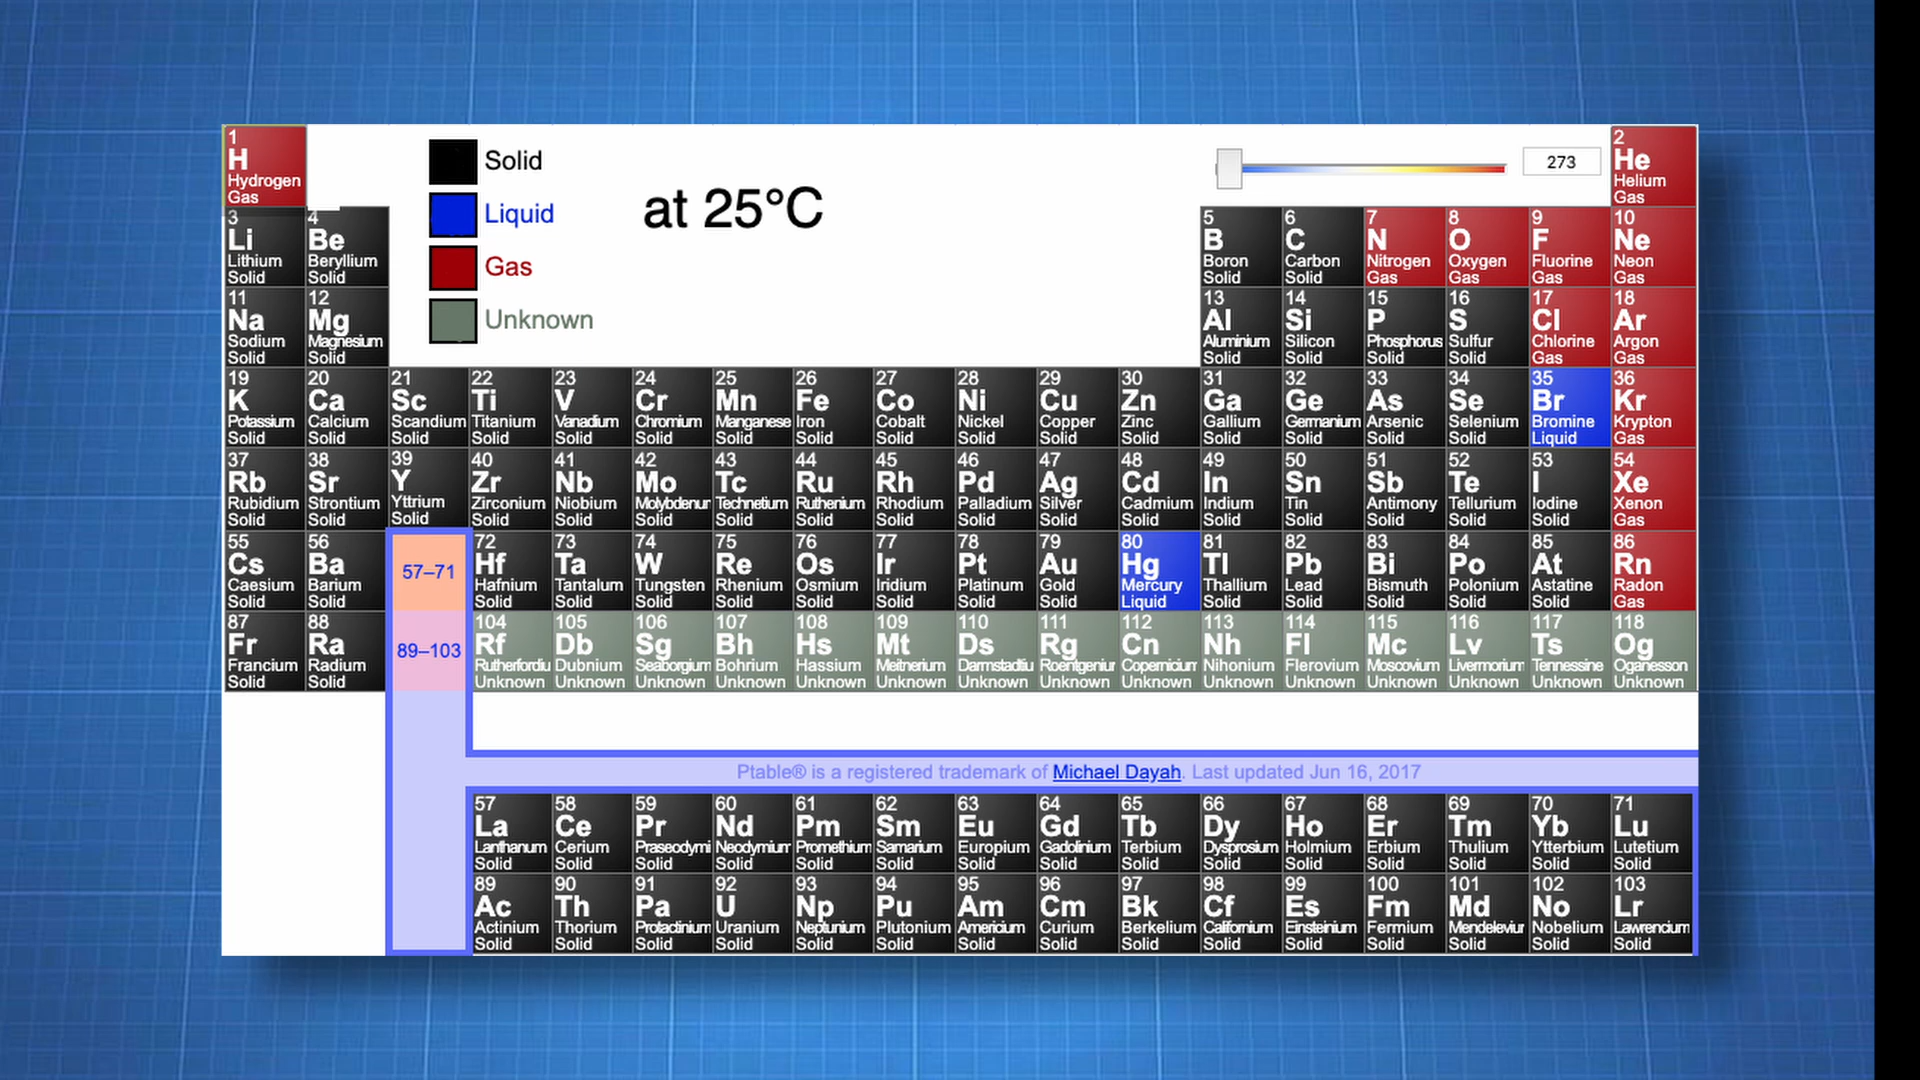 1
H
Hydrogen
Gas
Solid
Liquid
Gas
Unknown
at 25°C
273
2
He
Helium
Gas
3
Li
Lithium
Solid
4
Be
Beryllium
Solid
5
B
Boron
Solid
6
C
Carbon
Solid
7
N
Nitrogen
Gas
8
O
Oxygen
Gas
9
F
Fluorine
Gas
10
Ne
Neon
Gas
11
Na
Sodium
Solid
12
Mg
Magnesium
Solid
13
Al
Aluminium
Solid
14
Si
Silicon
Solid
15
P
Phosphorus
Solid
16
S
Sulfur
Solid
17
Cl
Chlorine
Gas
18
Ar
Argon
Gas
19
K
Potassium
Solid
20
Ca
Calcium
Solid
21
Sc
Scandium
Solid
22
Ti
Titanium
Solid
23
V
Vanadium
Solid
24
Cr
Chromium
Solid
25
Mn
Manganese
Solid
26
Fe
Iron
Solid
27
Co
Cobalt
Solid
28
Ni
Nickel
Solid
29
Cu
Copper
Solid
30
Zn
Zinc
Solid
31
Ga
Gallium
Solid
32
Ge
Germanium
Solid
33
As
Arsenic
Solid
34
Se
Selenium
Solid
35
Br
Bromine
Liquid
36
Kr
Krypton
Gas
37
Rb
Rubidium
Solid
38
Sr
Strontium
Solid
39
Y
Yttrium
Solid
40
Zr
Zirconium
Solid
41
Nb
Niobium
Solid
42
Mo
Molybdenum
Solid
43
Tc
Technetium
Solid
44
Ru
Ruthenium
Solid
45
Rh
Rhodium
Solid
46
Pd
Palladium
Solid
47
Ag
Silver
Solid
48
Cd
Cadmium
Solid
49
In
Indium
Solid
50
Sn
Tin
Solid
51
Sb
Antimony
Solid
52
Te
Tellurium
Solid
53
I
Iodine
Solid
54
Xe
Xenon
Gas
55
Cs
Caesium
Solid
56
Ba
Barium
Solid
57–71
72
Hf
Hafnium
Solid
73
Ta
Tantalum
Solid
74
W
Tungsten
Solid
75
Re
Rhenium
Solid
76
Os
Osmium
Solid
77
Ir
Iridium
Solid
78
Pt
Platinum
Solid
79
Au
Gold
Solid
80
Hg
Mercury
Liquid
81
Tl
Thallium
Solid
82
Pb
Lead
Solid
83
Bi
Bismuth
Solid
84
Po
Polonium
Solid
85
At
Astatine
Solid
86
Rn
Radon
Gas
87
Fr
Francium
Solid
88
Ra
Radium
Solid
89–103
104
Rf
Rutherfordiu
Unknown
105
Db
Dubnium
Unknown
106
Sg
Seaborgium
Unknown
107
Bh
Bohrium
Unknown
108
Hs
Hassium
Unknown
109
Mt
Meitnerium
Unknown
110
Ds
Darmstadtiu
Unknown
111
Rg
Roentgeniur
Unknown
112
Cn
Copernicium
Unknown
113
Nh
Nihonium
Unknown
114
Fl
Flerovium
Unknown
115
Mc
Moscovium
Unknown
116
Lv
Livermorium
Unknown
117
Ts
Tennessine
Unknown
118
Og
Oganesson
Unknown
Ptable® is a registered trademark of Michael Dayah. Last updated Jun 16, 2017
57
La
Lanthanum
Solid
58
Ce
Cerium
Solid
59
Pr
Praseodymi
Solid
60
Nd
Neodymium
Solid
61
Pm
Promethium
Solid
62
Sm
Samarium
Solid
63
Eu
Europium
Solid
64
Gd
Gadolinium
Solid
65
Tb
Terbium
Solid
66
Dy
Dysprosium
Solid
67
Ho
Holmium
Solid
68
Er
Erbium
Solid
69
Tm
Thulium
Solid
70
Yb
Ytterbium
Solid
71
Lu
Lutetium
Solid
89
Ac
Actinium
Solid
90
Th
Thorium
Solid
91
Pa
Protactinium
Solid
92
U
Uranium
Solid
93
Np
Neptunium
Solid
94
Pu
Plutonium
Solid
95
Am
Americium
Solid
96
Cm
Curium
Solid
97
Bk
Berkelium
Solid
98
Cf
Californium
Solid
99
Es
Einsteinium
Solid
100
Fm
Fermium
Solid
101
Md
Mendeleviur
Solid
102
No
Nobelium
Solid
103
Lr
Lawrencium
Solid